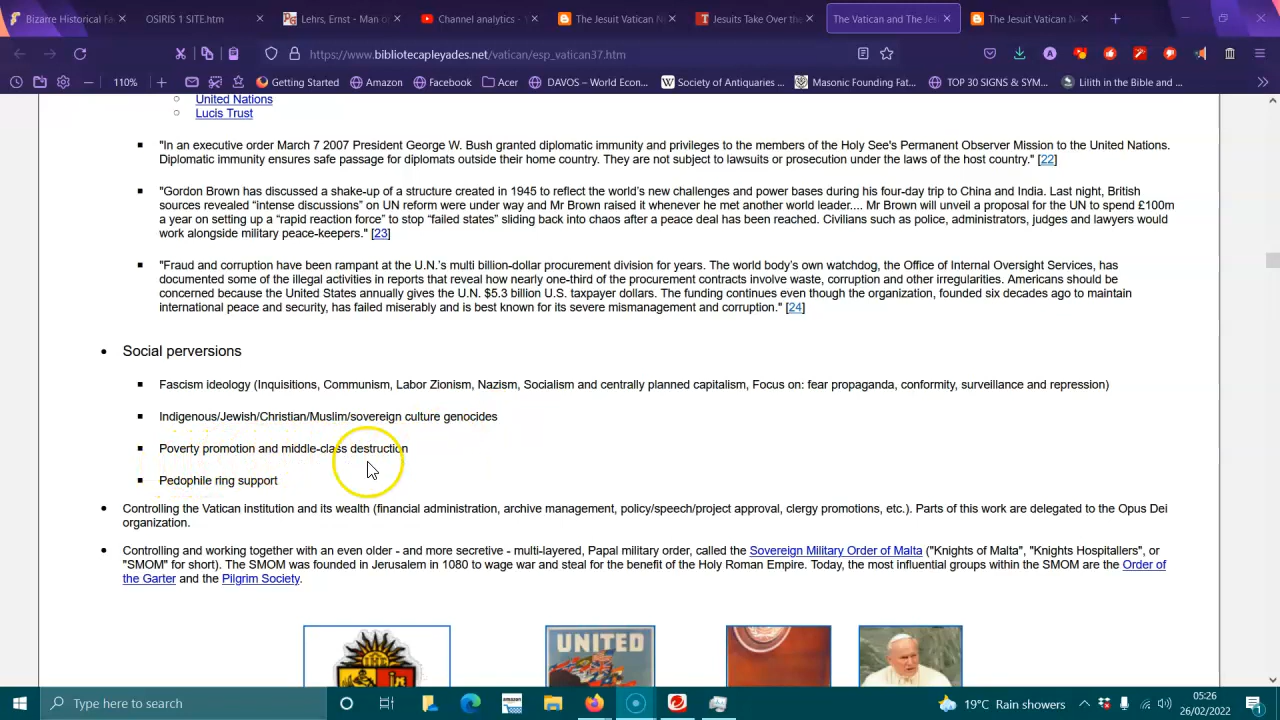 Bizarre Historical Fa
OSIRIS 1 SITE.htm
Lehrs, Ernst - Man o
Channel analytics -
The Jesuit Vatican N
Jesuits Take Over the
The Vatican and The Je
The Jesuit Vatican N
https://www.bibliotecapleyades.net/vatican/esp_vatican37.htm
110%
Getting Started
Amazon
Facebook
Acer
DAVOS – World Econ...
Society of Antiquaries ...
Masonic Founding Fat...
TOP 30 SIGNS & SYM...
Lilith in the Bible and ...
United Nations
Lucis Trust
"In an executive order March 7 2007 President George W. Bush granted diplomatic immunity and privileges to the members of the Holy See's Permanent Observer Mission to the United Nations.
Diplomatic immunity ensures safe passage for diplomats outside their home country. They are not subject to lawsuits or prosecution under the laws of the host country." [22]
"Gordon Brown has discussed a shake-up of a structure created in 1945 to reflect the world's new challenges and power bases during his four-day trip to China and India. Last night, British
sources revealed "intense discussions" on UN reform were under way and Mr Brown raised it whenever he met another world leader.... Mr Brown will unveil a proposal for the UN to spend £100m
a year on setting up a "rapid reaction force" to stop "failed states" sliding back into chaos after a peace deal has been reached. Civilians such as police, administrators, judges and lawyers would
work alongside military peace-keepers." [23]
"Fraud and corruption have been rampant at the U.N.'s multi billion-dollar procurement division for years. The world body's own watchdog, the Office of Internal Oversight Services, has
documented some of the illegal activities in reports that reveal how nearly one-third of the procurement contracts involve waste, corruption and other irregularities. Americans should be
concerned because the United States annually gives the U.N. $5.3 billion U.S. taxpayer dollars. The funding continues even though the organization, founded six decades ago to maintain
international peace and security, has failed miserably and is best known for its severe mismanagement and corruption." [24]
Social perversions
Fascism ideology (Inquisitions, Communism, Labor Zionism, Nazism, Socialism and centrally planned capitalism, Focus on: fear propaganda, conformity, surveillance and repression)
Indigenous/Jewish/Christian/Muslim/sovereign culture genocides
Poverty promotion and middle-class destruction
Pedophile ring support
Controlling the Vatican institution and its wealth (financial administration, archive management, policy/speech/project approval, clergy promotions, etc.). Parts of this work are delegated to the Opus Dei
organization.
Controlling and working together with an even older - and more secretive - multi-layered, Papal military order, called the Sovereign Military Order of Malta ("Knights of Malta", "Knights Hospitallers", or
"SMOM" for short). The SMOM was founded in Jerusalem in 1080 to wage war and steal for the benefit of the Holy Roman Empire. Today, the most influential groups within the SMOM are the Order of
the Garter and the Pilgrim Society.
UNITED
Type here to search
19°C Rain showers
05:26
26/02/2022